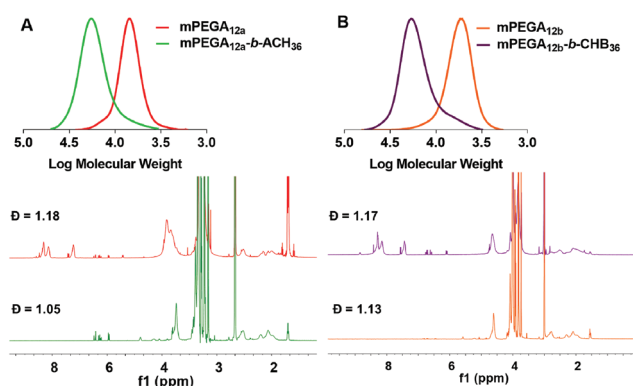 A
mPEGA12a
mPEGA12a-b-ACH36
5.0 4.5 4.0 3.5 3.0
Log Molecular Weight
Đ = 1.18
Đ = 1.05
8 6 4 2
f1 (ppm)
B
mPEGA12b
mPEGA12b-b-CHB36
5.0 4.5 4.0 3.5 3.0
Log Molecular Weight
Đ = 1.17
Đ = 1.13
8 6 4 2
f1 (ppm)